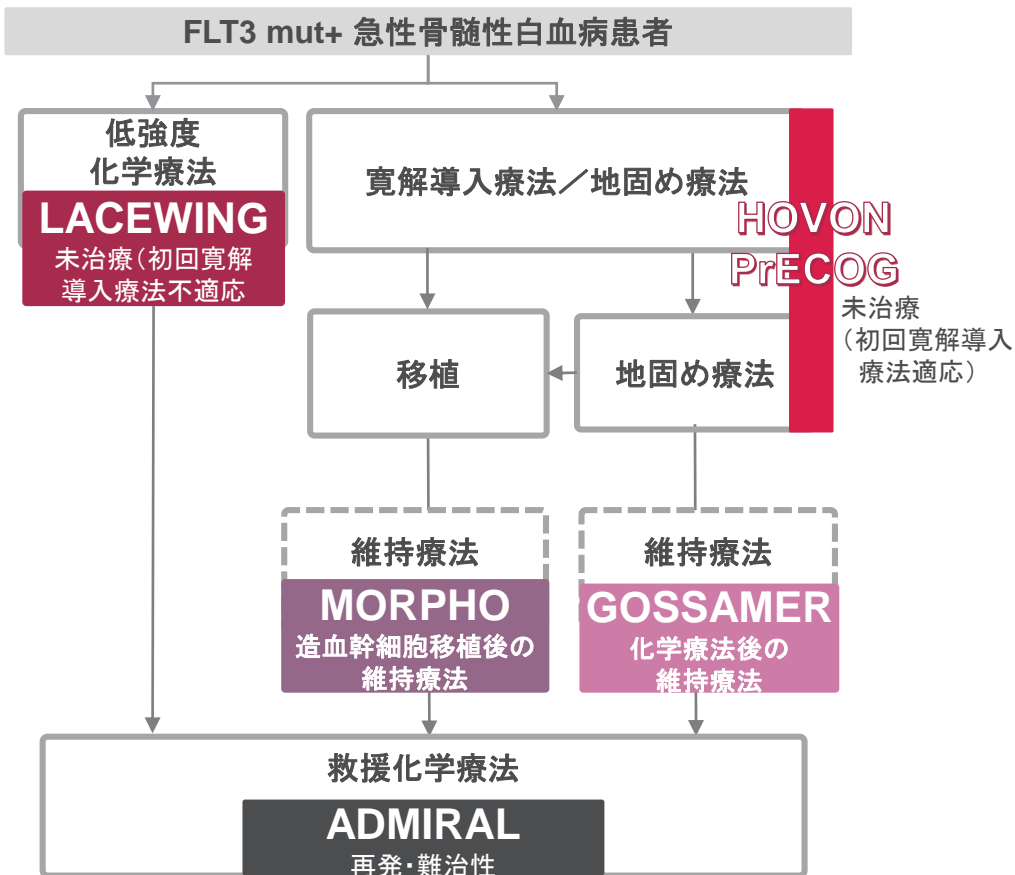 FLT3 mut+ 急性骨髄性白血病患者
低強度
化学療法
LACEWING
未治療（初回寛解
導入療法不適応
寛解導入療法／地固め療法
HOVON
PrECOG
未治療
（初回寛解導入
療法適応）
移植
地固め療法
維持療法
MORPHO
造血幹細胞移植後の
維持療法
維持療法
GOSSAMER
化学療法後の
維持療法
救援化学療法
ADMIRAL
再発・難治性